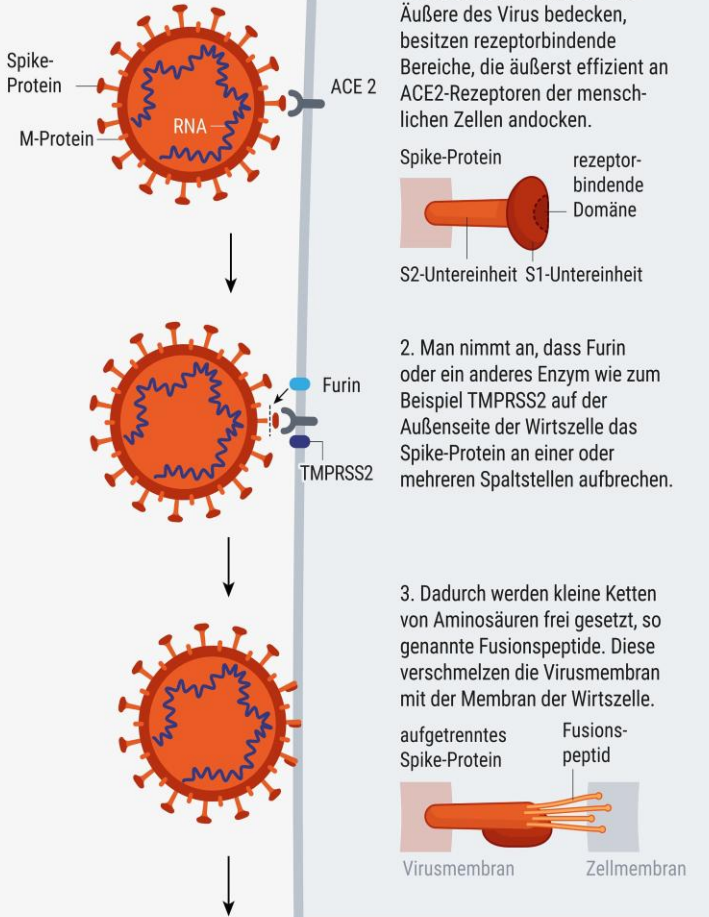 Äußere des Virus bedecken,
besitzen rezeptorbindende
Bereiche, die äußerst effizient an
ACE2-Rezeptoren der mensch-
lichen Zellen andocken.
Spike-
Protein
M-Protein
RNA
ACE 2
Spike-Protein
rezeptor-
bindende
Domäne
S2-Untereinheit
S1-Untereinheit
2. Man nimmt an, dass Furin
oder ein anderes Enzym wie zum
Beispiel TMPRSS2 auf der
Außenseite der Wirtszelle das
Spike-Protein an einer oder
mehreren Spaltstellen aufbrechen.
Furin
TMPRSS2
3. Dadurch werden kleine Ketten
von Aminosäuren frei gesetzt, so
genannte Fusionspeptide. Diese
verschmelzen die Virusmembran
mit der Membran der Wirtszelle.
aufgetrenntes
Spike-Protein
Fusions-
peptid
Virusmembran
Zellmembran